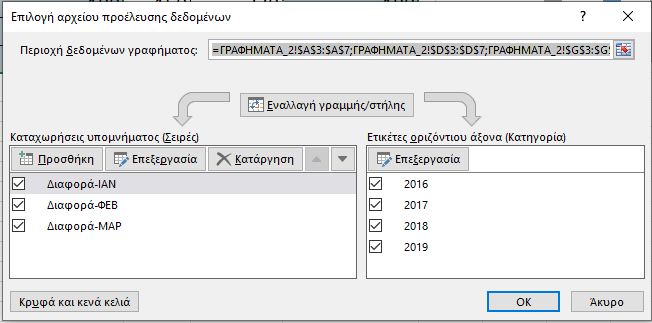 Επιλογή αρχείου προέλευσης δεδομένων
Περιοχή δεδομένων γραφήματος: =ΓΡΑΦΗΜΑΤΑ_2!$A$3:$A$7;ΓΡΑΦΗΜΑΤΑ_2!$D$3:$D$7;ΓΡΑΦΗΜΑΤΑ_2!$G$3:$G$
Εναλλαγή γραμμής/στήλης
Καταχωρήσεις υπομνήματος (Σειρές)
Ετικέτες οριζόντιου άξονα (Κατηγορία)
Προσθήκη Επεξεργασία Κατάργηση
Επεξεργασία
Διαφορά-ΙΑΝ
Διαφορά-ΦΕΒ
Διαφορά-ΜΑΡ
2016
2017
2018
2019
Κρυφά και κενά κελιά
OK Άκυρο